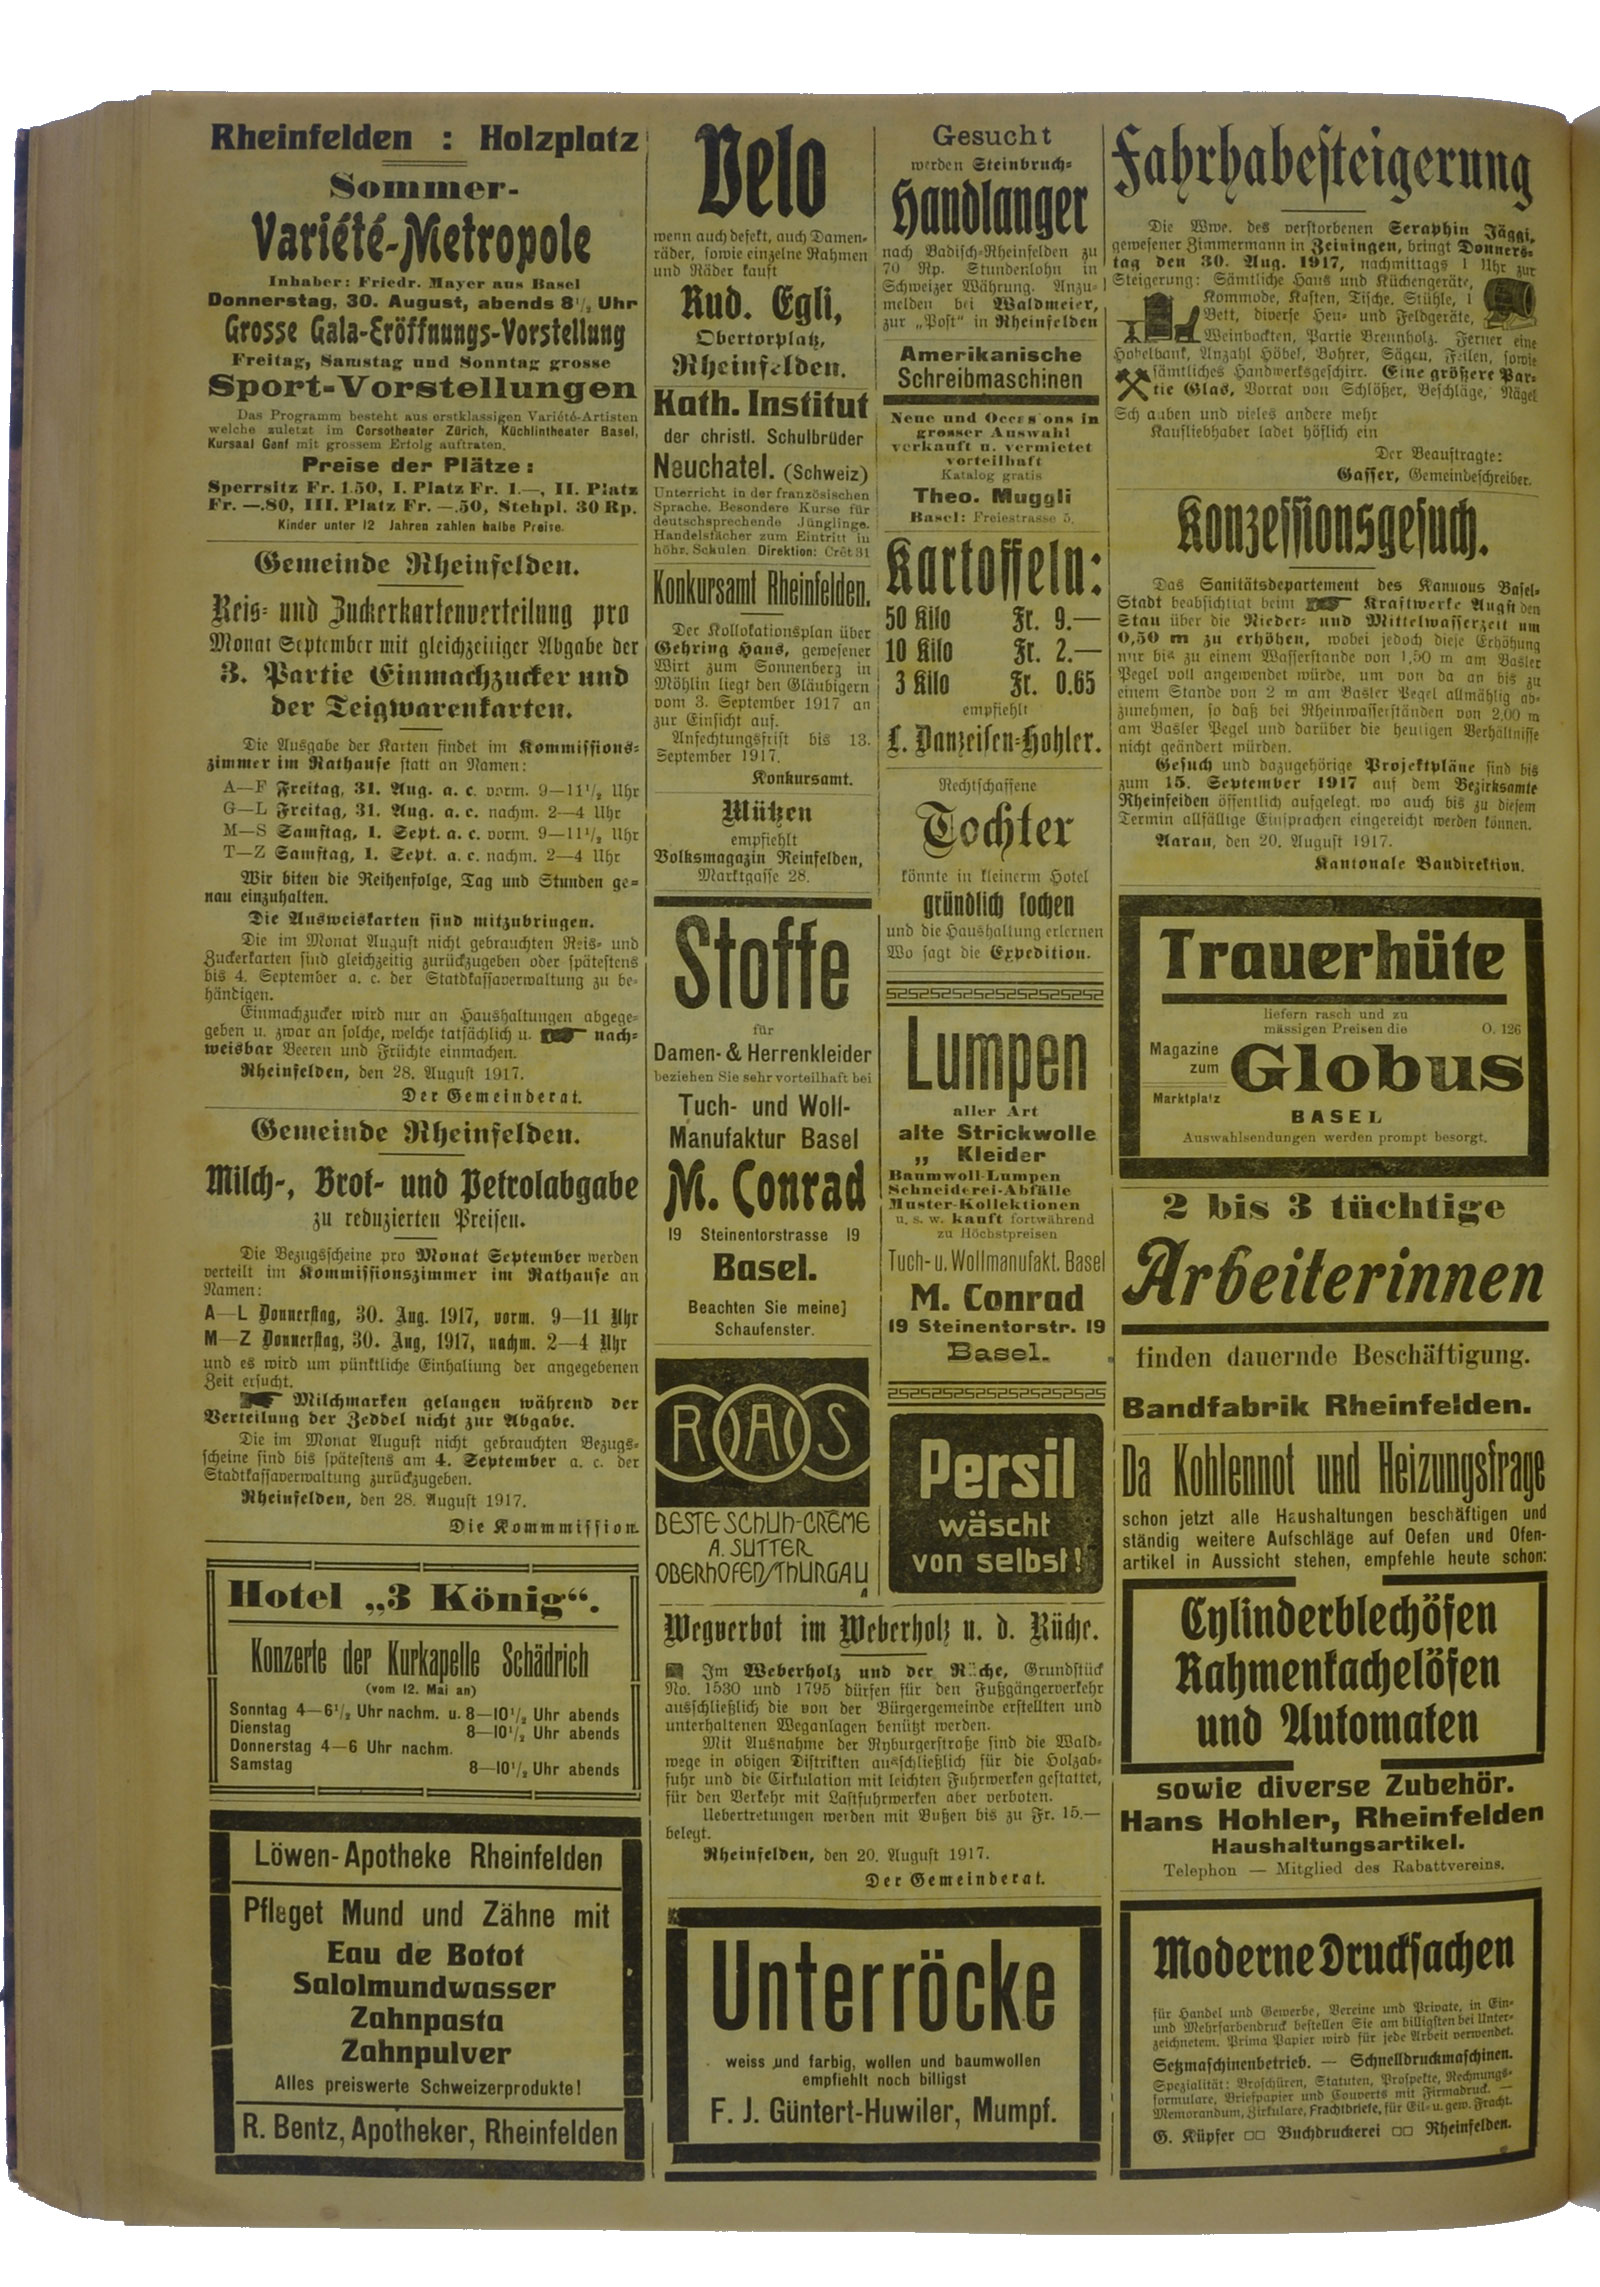 Rheinfelden : Holzplatz
Sommer-
Variété-Metropole
Inhaber: Friedr. Mayer aus Basel
Donnerstag, 30. August, abends 8½ Uhr
Grosse Gala-Eröffnungs-Vorstellung
Freitag, Samstag und Sonntag grosse
Sport-Vorstellungen
Das Programm besteht aus erstklassigen Variété-Artisten
welche zuletzt im Corsotheater Zürich, Küchlintheater Basel,
Kursaal Genf mit grossem Erfolg auftraten.
Preise der Plätze:
Sperrsitz Fr. 1.50, I. Platz Fr. 1.—, II. Platz
Fr. —.80, III. Platz Fr. —.50, Stehpl. 30 Rp.
Kinder unter 12 Jahren zahlen halbe Preise.
Gemeinde Rheinfelden.
Reis- und Zuckerkartenverteilung pro
Monat September mit gleichzeitiger Abgabe der
3. Partie Einmachzucker und
der Teigwarenkarten.
Die Ausgabe der Karten findet im Kommissions-
zimmer im Rathause statt an Namen:
A—F Freitag, 31. Aug. a. c. vorm. 9—11½ Uhr
G—L Freitag, 31. Aug. a. c. nachm. 2—4 Uhr
M—S Samstag, 1. Sept. a. c. vorm. 9—11½ Uhr
T—Z Samstag, 1. Sept. a. c. nachm. 2—4 Uhr
Wir biten die Reihenfolge, Tag und Stunden ge-
nau einzuhalten.
Die Ausweiskarten sind mitzubringen.
Die im Monat August nicht gebrauchten Reis- und
Zuckerkarten sind gleichzeitig zurückzugeben oder spätestens
bis 4. September a. c. der Statdkassaverwaltung zu be-
händigen.
Einmachzucker wird nur an Haushaltungen abgege-
geben u. zwar an solche, welche tatsächlich u. nach-
weisbar Beeren und Früchte einmachen.
Rheinfelden, den 28. August 1917.
Der Gemeinderat.
Gemeinde Rheinfelden.
Milch-, Brot- und Petrolabgabe
zu reduzierten Preisen.
Die Bezugsscheine pro Monat September werden
verteilt im Kommissionszimmer im Rathause an
Namen:
A—L Donnerstag, 30. Aug. 1917, vorm. 9—11 Uhr
M—Z Donnerstag, 30. Aug, 1917, nachm. 2—4 Uhr
und es wird um pünktliche Einhaltung der angegebenen
Zeit ersucht.
Milchmarken gelangen während der
Verteilung der Zeddel nicht zur Abgabe.
Die im Monat August nicht gebrauchten Bezugs-
scheine sind bis spätestens am 4. September a. c. der
Stadtkassaverwaltung zurückzugeben.
Rheinfelden, den 28. August 1917.
Die Kommmission.
Hotel „3 König“.
Konzerte der Kurkapelle Schädrich
(vom 12. Mai an)
Sonntag 4—6½ Uhr nachm. u. 8—10½ Uhr abends
Dienstag 8—10½ Uhr abends
Donnerstag 4—6 Uhr nachm.
Samstag 8—10½ Uhr abends
Löwen-Apotheke Rheinfelden
Pfleget Mund und Zähne mit
Eau de Botot
Salolmundwasser
Zahnpasta
Zahnpulver
Alles preiswerte Schweizerprodukte!
R. Bentz, Apotheker, Rheinfelden
Velo
wenn auch defekt, auch Damen-
räder, sowie einzelne Rahmen
und Räder kauft
Rud. Egli,
Obertorplatz,
Rheinfelden.
Kath. Institut
der christl. Schulbrüder
Neuchatel. (Schweiz)
Unterricht in der französischen
Sprache. Besondere Kurse für
deutschsprechende Jünglinge.
Handelsfächer zum Eintritt in
höhr. Schulen. Direktion: Crêt 31
Konkursamt Rheinfelden.
Der Kollokationsplan über
Gehring Hans, gewesener
Wirt zum Sonnenberg in
Möhlin liegt den Gläubigern
vom 3. September 1917 an
zur Einsicht auf.
Anfechtungsfrist bis 13.
September 1917.
Konkursamt.
Mützen
empfiehlt
Volksmagazin Reinfelden,
Marktgasse 28.
Stoffe
für
Damen- & Herrenkleider
beziehen Sie sehr vorteilhaft bei
Tuch- und Woll-
Manufaktur Basel
M. Conrad
19 Steinentorstrasse 19
Basel.
Beachten Sie meine]
Schaufenster.
RAS
BESTE SCHUH-CRÈME
A. SUTTER
OBERHOFEN/THURGAU
Gesucht
werden Steinbruch-
Handlanger
nach Badisch-Rheinfelden zu
70 Rp. Stundenlohn in
Schweizer Währung. Anzu-
melden bei Waldmeier,
zur „Post“ in Rheinfelden
Amerikanische
Schreibmaschinen
Neue und Occas'ons in
grosser Auswahl
verkauft u. vermietet
vorteilhaft
Katalog gratis
Theo. Muggli
Basel: Freiestrasse 5.
Kartoffeln:
50 Kilo Fr. 9.—
10 Kilo Fr. 2.—
3 Kilo Fr. 0.65
empfiehlt
L. Danzeisen-Hohler.
Rechtschaffene
Tochter
könnte in kleinerm Hotel
gründlich kochen
und die Haushaltung erlernen
Wo sagt die Expedition.
Lumpen
aller Art
alte Strickwolle
„ Kleider
Baumwoll-Lumpen
Schneiderei-Abfälle
Muster-Kollektionen
u. s. w. kauft fortwährend
zu Höchstpreisen
Tuch- u. Wollmanufakt. Basel
M. Conrad
19 Steinentorstr. 19
Basel.
Persil
wäscht
von selbst!
Wegverbot im Weberholz u. d. Rüche.
Im Weberholz und der Rüche, Grundstück
No. 1530 und 1795 dürfen für den Fußgängerverkehr
ausschließlich die von der Bürgergemeinde erstellten und
unterhaltenen Weganlagen benützt werden.
Mit Ausnahme der Ryburgerstraße sind die Wald-
wege in obigen Distrikten ausschließlich für die Holzab-
fuhr und die Cirkulation mit leichten Fuhrwerken gestattet,
für den Verkehr mit Lastfuhrwerken aber verboten.
Uebertretungen werden mit Bußen bis zu Fr. 15.—
belegt.
Rheinfelden, den 20. August 1917.
Der Gemeinderat.
Unterröcke
weiss und farbig, wollen und baumwollen
empfiehlt noch billigst
F. J. Güntert-Huwiler, Mumpf.
Fahrhabesteigerung
Die Wwe. des verstorbenen Seraphin Jäggi,
gewesener Zimmermann in Zeiningen, bringt Donners-
tag den 30. Aug. 1917, nachmittags 1 Uhr zur
Steigerung: Sämtliche Haus und Küchengeräte,
Kommode, Kasten, Tische. Stühle, 1
Bett, diverse Heu- und Feldgeräte,
Weinbockten, Partie Brennholz. Ferner eine
Hobelbank, Anzahl Höbel, Bohrer, Sägen, Feilen, sowie
sämtliches Handwerksgeschirr. Eine größere Par-
tie Glas, Vorrat von Schlößer, Beschläge, Nägel
Sch auben und vieles andere mehr
Kaufliebhaber ladet höflich ein
Der Beauftragte:
Gasser, Gemeindeschreiber.
Konzessionsgesuch.
Das Sanitätsdepartement des Kantons Basel-
Stadt beabsichtigt beim Kraftwerke Augst den
Stau über die Nieder- und Mittelwasserzeit um
0,50 m zu erhöhen, wobei jedoch diese Erhöhung
nur bis zu einem Wasserstande von 1,50 m am Basler
Pegel voll angewendet würde, um von da an bis zu
einem Stande von 2 m am Basler Pegel allmählig ab-
zunehmen, so daß bei Rheinwasserständen von 2,00 m
am Basler Pegel und darüber die heutigen Verhältnisse
nicht geändert würden.
Gesuch und dazugehörige Projektpläne sind bis
zum 15. September 1917 auf dem Bezirksamte
Rheinfelden öffentlich aufgelegt. wo auch bis zu diesem
Termin allfällige Einsprachen eingereicht werden können.
Aarau, den 20. August 1917.
Kantonale Baudirektion.
Trauerhüte
liefern rasch und zu
mässigen Preisen die O. 126
Magazine
zum Globus
Marktplatz
BASEL
Auswahlsendungen werden prompt besorgt.
2 bis 3 tüchtige
Arbeiterinnen
finden dauernde Beschäftigung.
Bandfabrik Rheinfelden.
Da Kohlennot und Heizungsfrage
schon jetzt alle Haushaltungen beschäftigen und
ständig weitere Aufschläge auf Oefen und Ofen-
artikel in Aussicht stehen, empfehle heute schon:
Cylinderblechöfen
Rahmenkachelöfen
und Automaten
sowie diverse Zubehör.
Hans Hohler, Rheinfelden
Haushaltungsartikel.
Telephon — Mitglied des Rabattvereins.
Moderne Drucksachen
für Handel und Gewerbe, Vereine und Private, in Ein-
und Mehrfarbendruck bestellen Sie am billigsten bei Unter-
zeichnetem. Prima Papier wird für jede Arbeit verwendet.
Setzmaschinenbetrieb. — Schnelldruckmaschinen.
Spezialität: Broschüren, Statuten, Prospekte, Rechnungs-
formulare, Briefpapier und Couverts mit Firmadruck. —
Memorandum, Zirkulare, Frachtbriefe, für Eil- u. gew. Fracht.
G. Küpfer □□ Buchdruckerei □□ Rheinfelden.